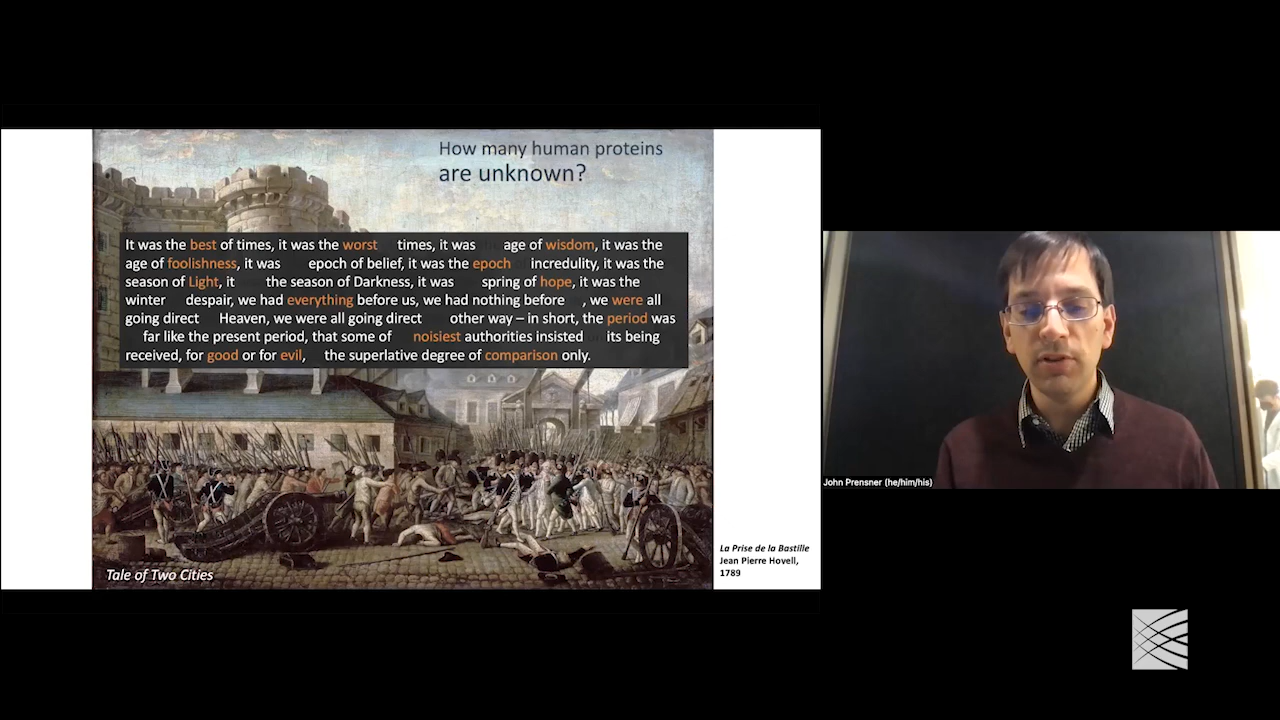 How many human proteins
are unknown?
It was the best of times, it was the worst times, it was age of wisdom, it was the
age of foolishness, it was epoch of belief, it was the epoch incredulity, it was the
season of Light, it the season of Darkness, it was spring of hope, it was the
winter despair, we had everything before us, we had nothing before , we were all
going direct Heaven, we were all going direct other way – in short, the period was
far like the present period, that some of noisiest authorities insisted its being
received, for good or for evil, the superlative degree of comparison only.
Tale of Two Cities
La Prise de la Bastille
Jean Pierre Hovell,
1789
John Prensner (he/him/his)